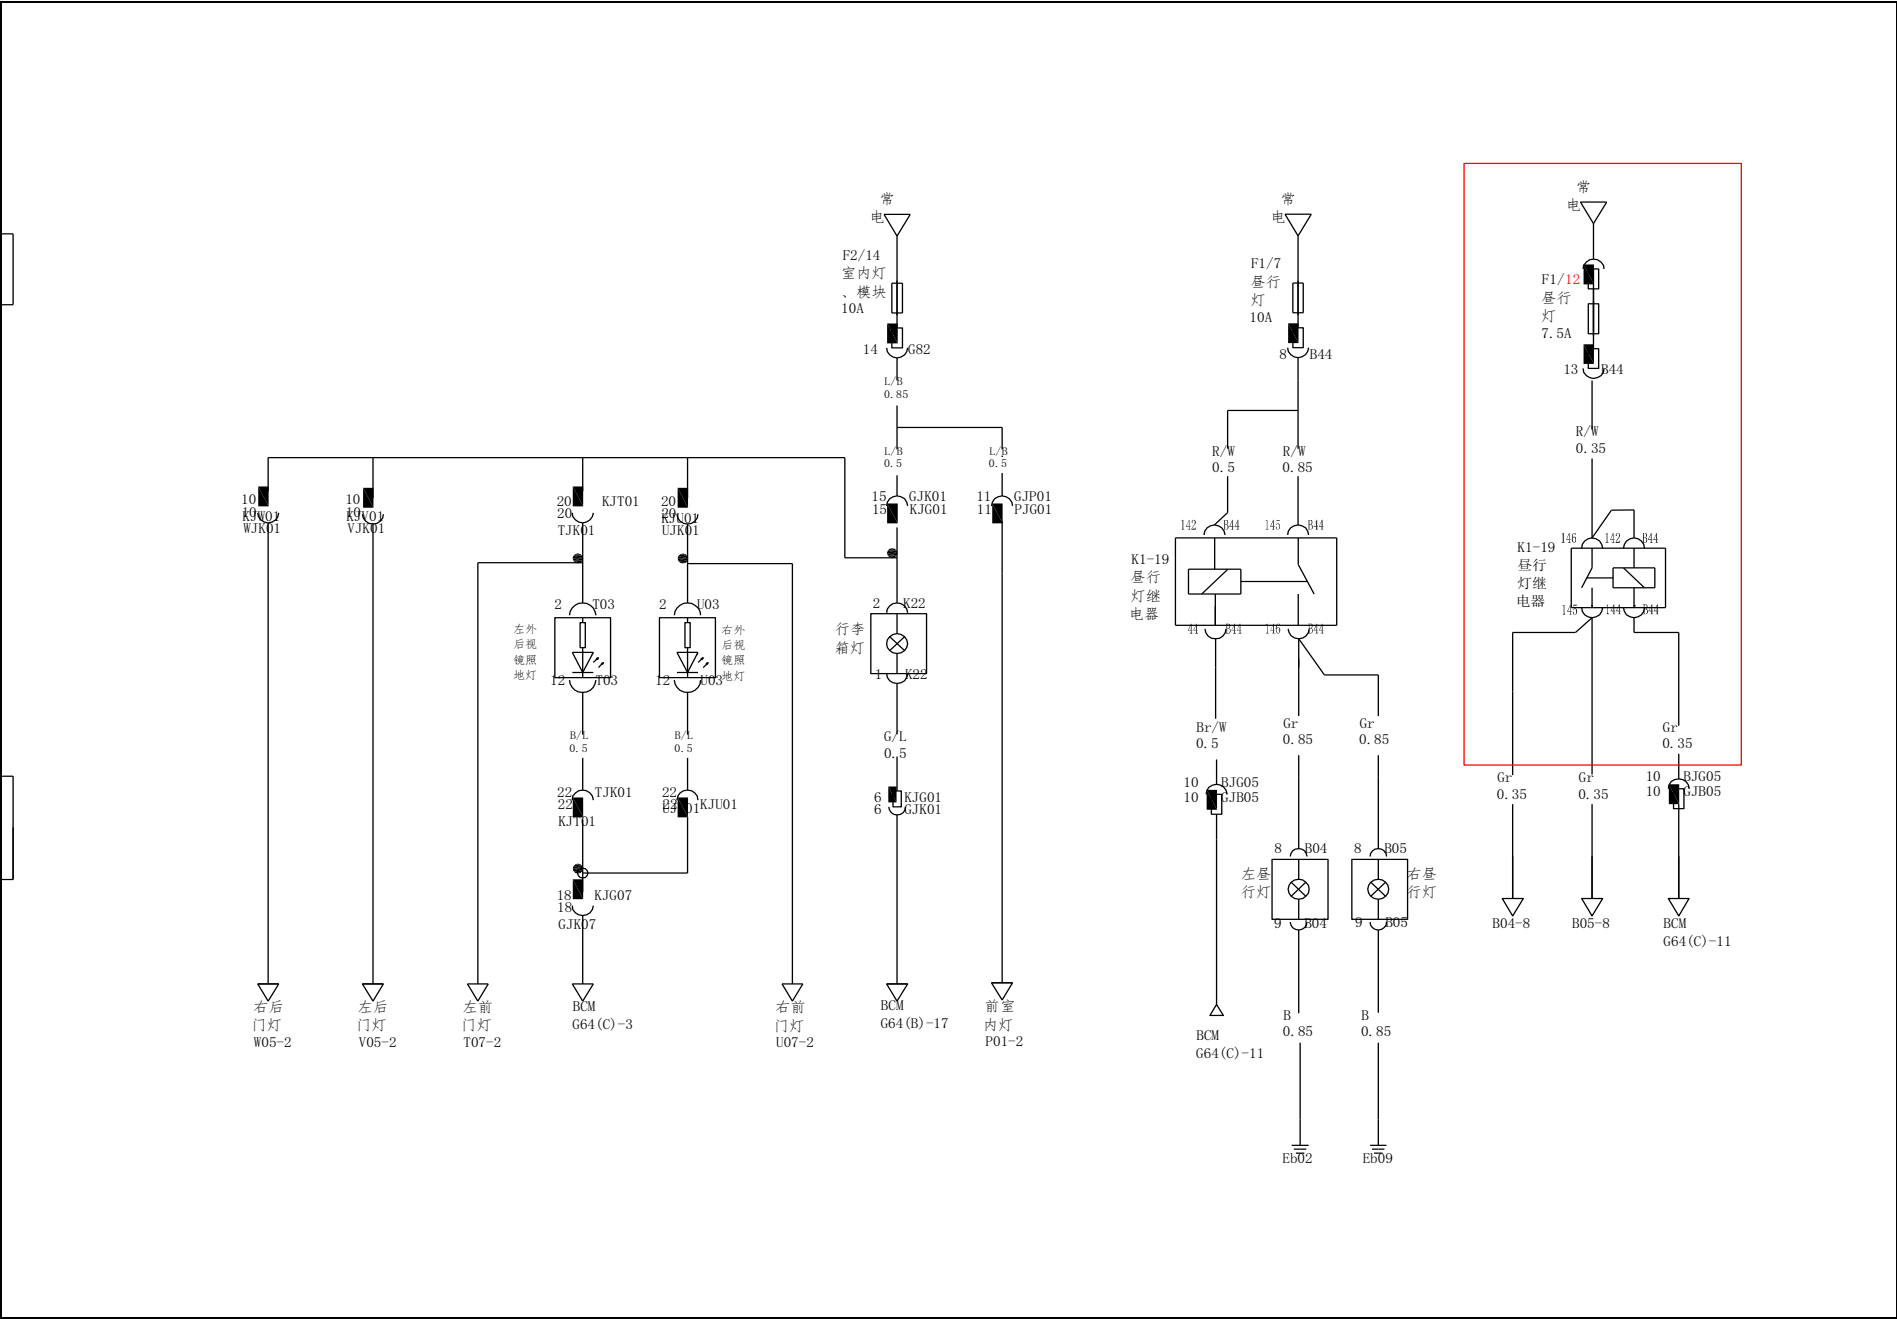 常
电
F2/14
室内灯
、模块
10A
14
G82
L/B
0.85
L/B
0.5
L/B
0.5
15
GJK01
15
KJG01
11
GJP01
11
PJG01
10
10
KJW01
WJK01
10
10
KJV01
VJK01
20
KJT01
20
TJK01
20
20
KJU01
UJK01
2
T03
左外
后视
镜照
地灯
12
T03
2
U03
右外
后视
镜照
地灯
12
U03
2
K22
行李
箱灯
1
K22
B/L
0.5
B/L
0.5
G/L
0.5
22
TJK01
22
KJT01
22
22
UJK01
KJU01
6
KJG01
6
GJK01
18
KJG07
18
GJK07
右后
门灯
W05-2
左后
门灯
V05-2
左前
门灯
T07-2
BCM
G64(C)-3
右前
门灯
U07-2
BCM
G64(B)-17
前室
内灯
P01-2
常
电
F1/7
昼行
灯
10A
8
B44
R/W
0.5
R/W
0.85
142
B44
145
B44
K1-19
昼行
灯继
电器
44
B44
146
B44
Br/W
0.5
Gr
0.85
Gr
0.85
10
BJG05
10
GJB05
8
B04
8
B05
左昼
行灯
右昼
行灯
9
B04
9
B05
B
0.85
B
0.85
BCM
G64(C)-11
Eb02
Eb09
常
电
F1/12
昼行
灯
7.5A
13
B44
R/W
0.35
146
142
B44
K1-19
昼行
灯继
电器
145
144
B44
Gr
0.35
Gr
0.35
Gr
0.35
10
BJG05
10
GJB05
B04-8
B05-8
BCM
G64(C)-11